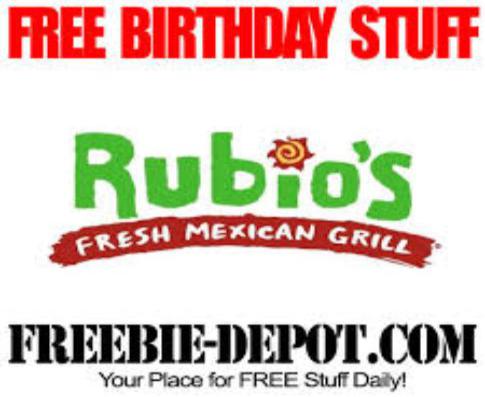 FREE BIRTHDAY STUFF
Rubio's
FRESH MEXICAN GRILL
FREEBIE-DEPOT.COM
Your Place for FREE Stuff Daily!